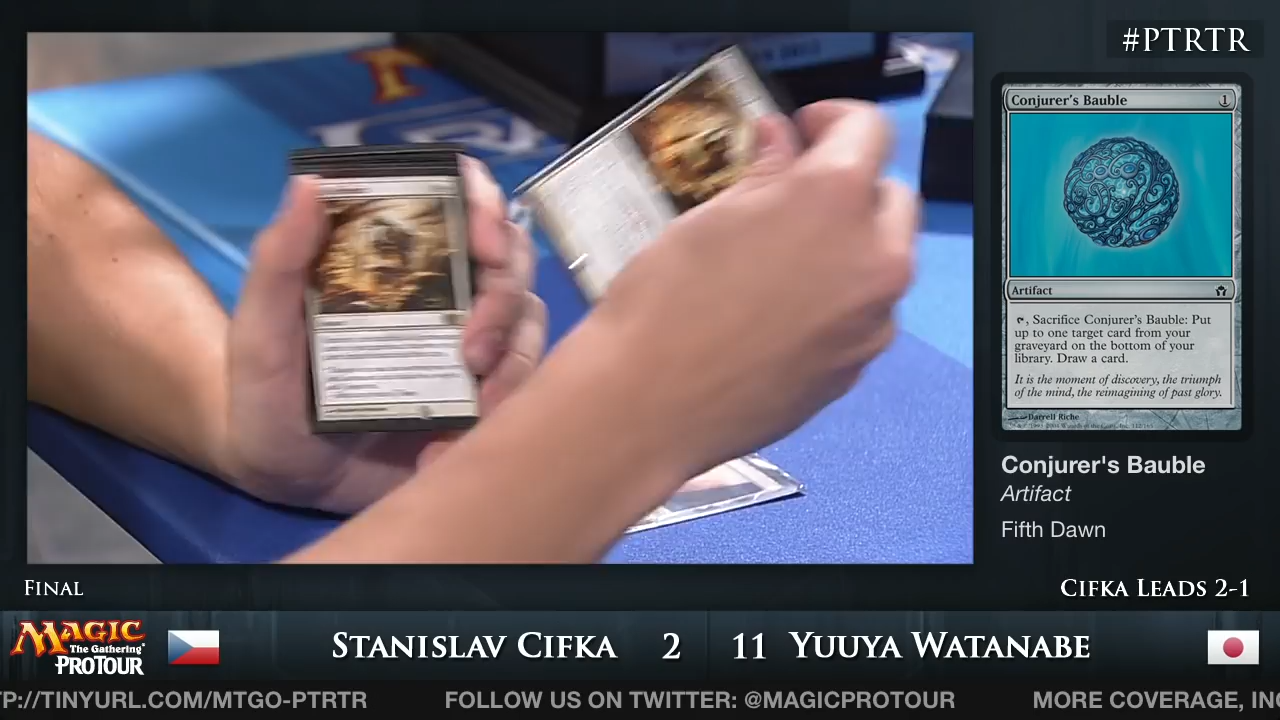 #PTRTR
Conjurer's Bauble 1
Artifact
, Sacrifice Conjurer's Bauble: Put
up to one target card from your
graveyard on the bottom of your
library. Draw a card.
It is the moment of discovery, the triumph
of the mind, the reimagining of past glory.
Darrell Riche
Conjurer's Bauble
Artifact
Fifth Dawn
FINAL
CIFKA LEADS 2-1
MAGIC
The Gathering
PROTOUR
STANISLAV CIFKA 2 11 YUUYA WATANABE
TP://TINYURL.COM/MTGO-PTRTR FOLLOW US ON TWITTER: @MAGICPROTOUR MORE COVERAGE, INC